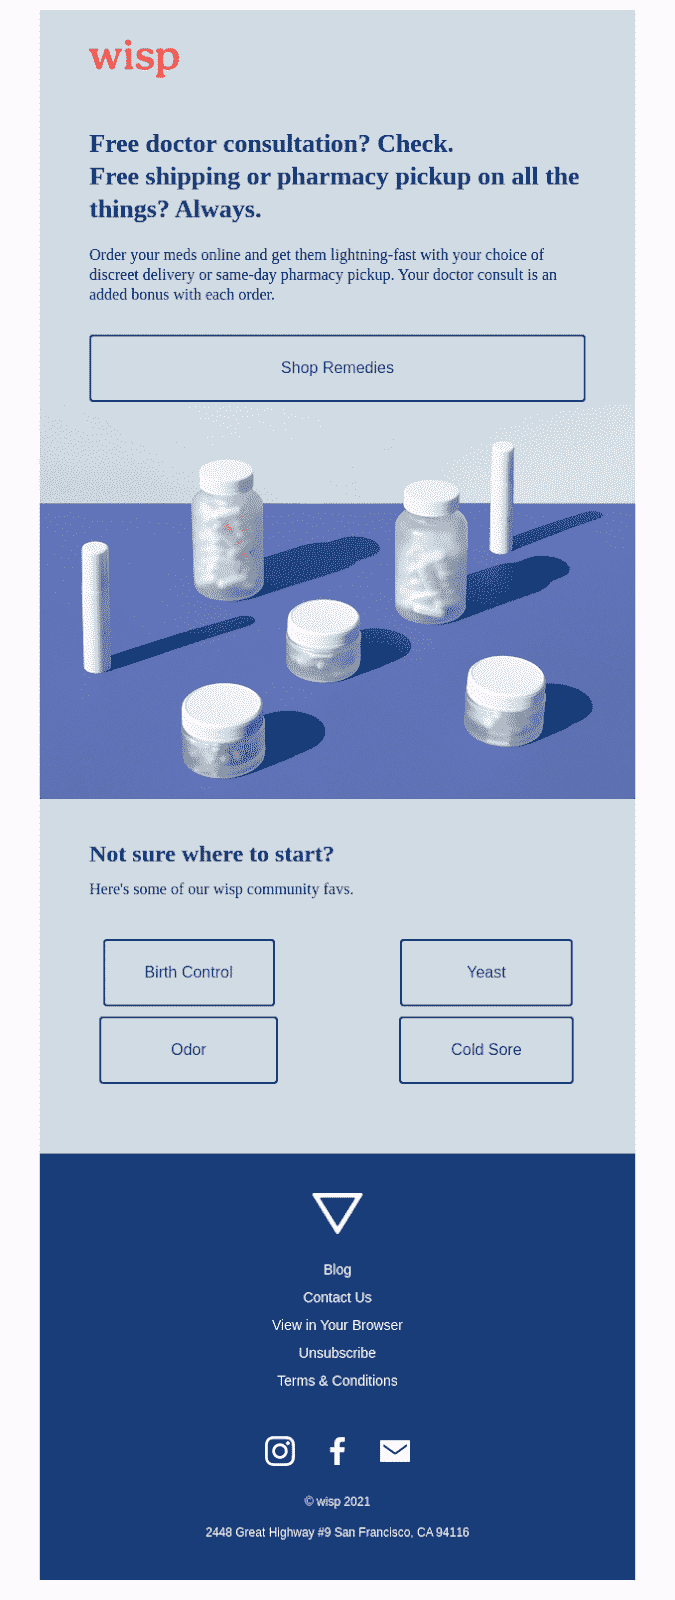 wisp
Free doctor consultation? Check.
Free shipping or pharmacy pickup on all the
things? Always.
Order your meds online and get them lightning-fast with your choice of
discreet delivery or same-day pharmacy pickup. Your doctor consult is an
added bonus with each order.
Shop Remedies
Not sure where to start?
Here's some of our wisp community favs.
Birth Control
Yeast
Odor
Cold Sore
Blog
Contact Us
View in Your Browser
Unsubscribe
Terms & Conditions
© wisp 2021
2448 Great Highway #9 San Francisco, CA 94116